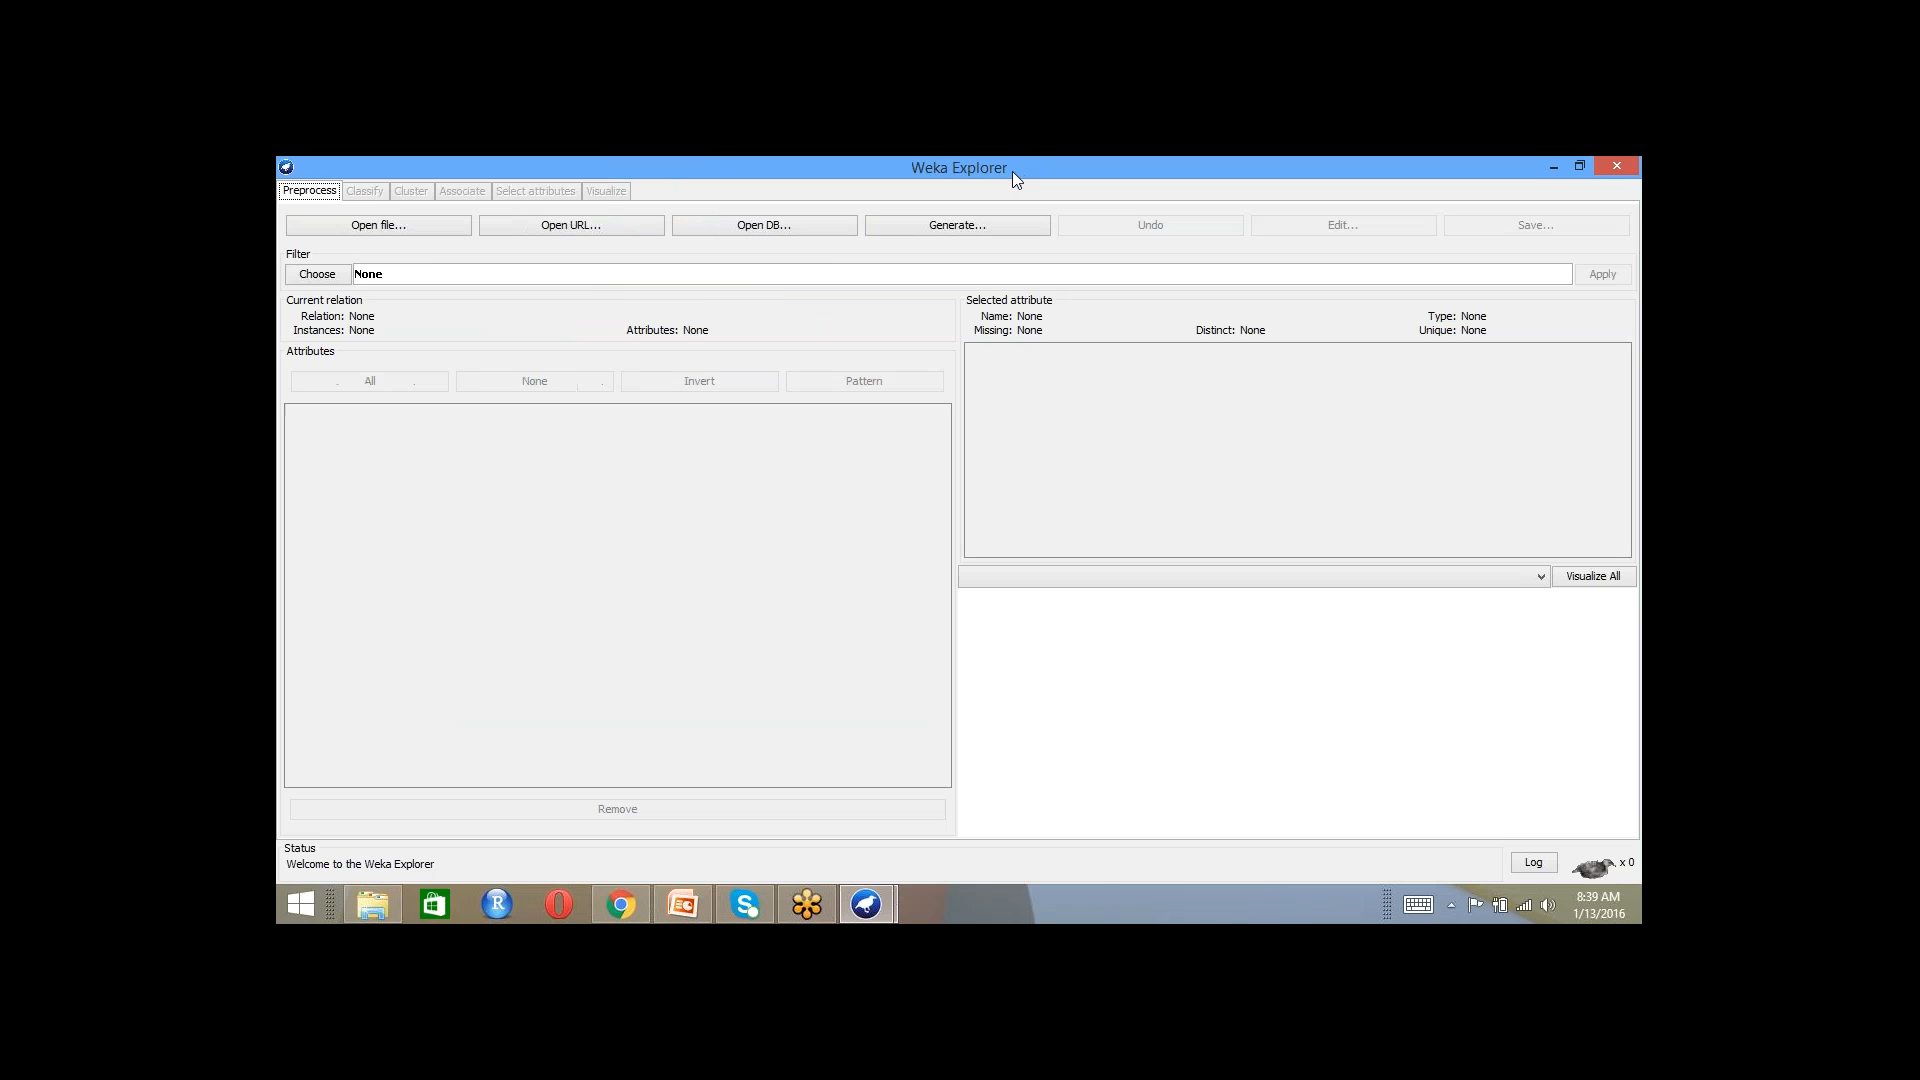 Weka Explorer
Preprocess Classify Cluster Associate Select attributes Visualize
Open file... Open URL... Open DB... Generate... Undo Edit... Save...
Filter
Choose None Apply
Current relation
Relation: None
Instances: None Attributes: None
Attributes
All None Invert Pattern
Remove
Selected attribute
Name: None Type: None
Missing: None Distinct: None Unique: None
Visualize All
Status
Welcome to the Weka Explorer
Log x 0
8:39 AM
1/13/2016